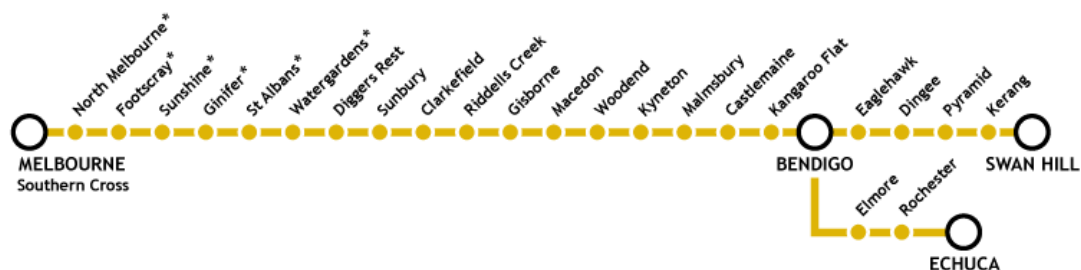 North Melbourne*
Footscray*
Sunshine*
Ginifer*
St Albans*
Watergardens*
Diggers Rest
Sunbury
Clarkefield
Riddells Creek
Gisborne
Macedon
Woodend
Kyneton
Malmsbury
Castlemaine
Kangaroo Flat
Eaglehawk
Dingee
Pyramid
Kerang
MELBOURNE
Southern Cross
BENDIGO
SWAN HILL
Elmore
Rochester
ECHUCA